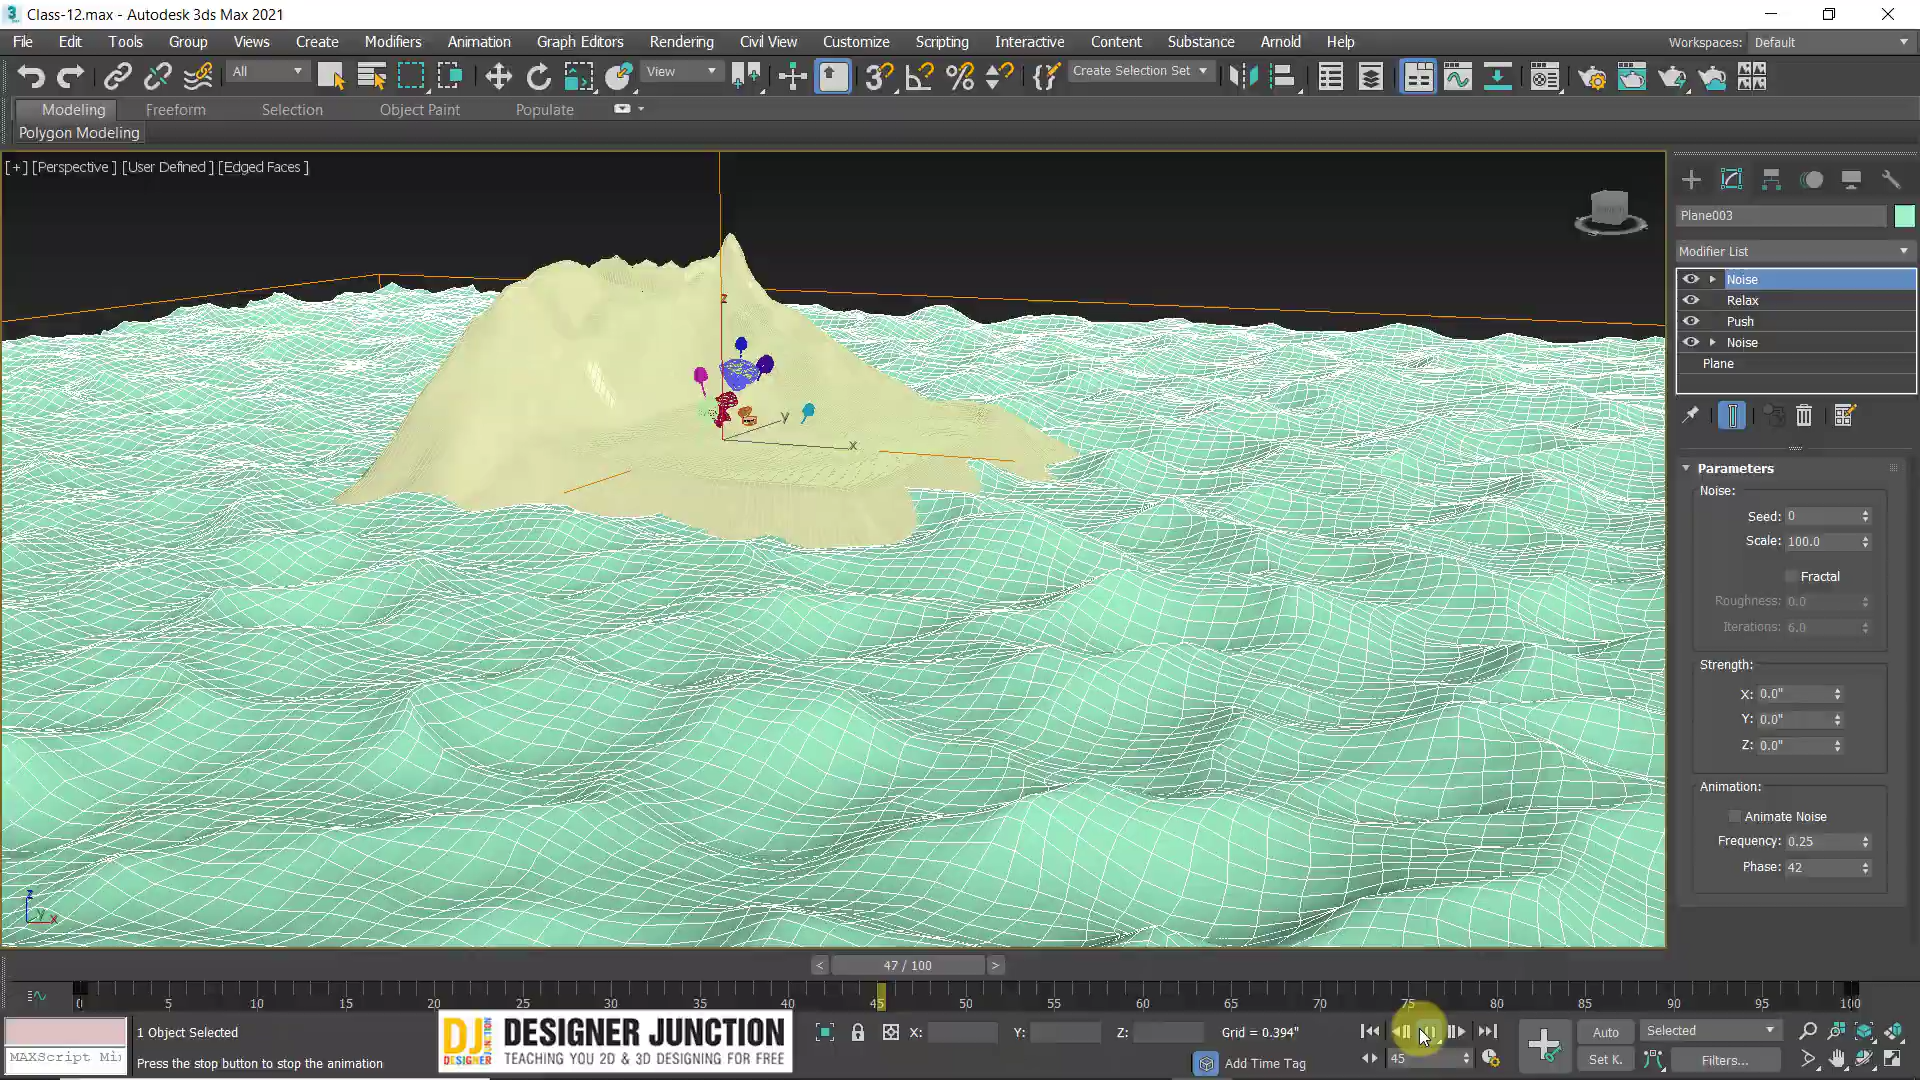 Class-12.max - Autodesk 3ds Max 2021
File Edit Tools Group Views Create Modifiers Animation Graph Editors Rendering Civil View Customize Scripting Interactive Content Substance Arnold Help
Workspaces: Default
All
View
Create Selection Set
Modeling Freeform Selection Object Paint Populate
Polygon Modeling
[+] [Perspective ] [User Defined ] [Edged Faces ]
Plane003
Modifier List
Noise
Relax
Push
Noise
Plane
Parameters
Noise:
Seed: 0
Scale: 100.0
Fractal
Roughness: 0.0
Iterations: 6.0
Strength:
X: 0.0"
Y: 0.0"
Z: 0.0"
Animation:
Animate Noise
Frequency: 0.25
Phase: 42
z
y
x
z
y
x
< 47 / 100 >
0 5 10 15 20 25 30 35 40 45 50 55 60 65 70 75 80 85 90 95 100
1 Object Selected
MAXScript Mi
Press the stop button to stop the animation
DJ
DESIGNER
JUNCTION
DESIGNER JUNCTION
TEACHING YOU 2D & 3D DESIGNING FOR FREE
X: Y: Z: Grid = 0.394"
Add Time Tag
45
Auto Selected
Set K. Filters...